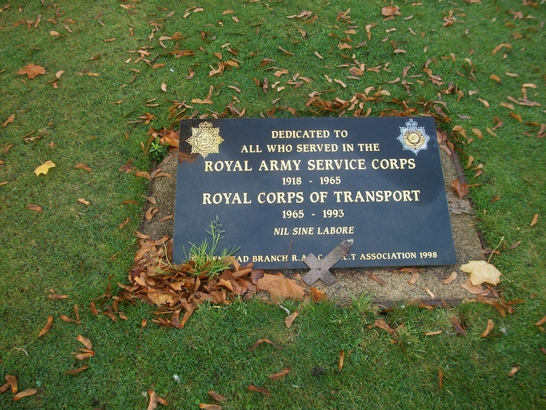 DEDICATED TO
ALL WHO SERVED IN THE
ROYAL ARMY SERVICE CORPS
1918 - 1965
ROYAL CORPS OF TRANSPORT
1965 - 1993
NIL SINE LABORE
BRANCH ASSOCIATION 1998